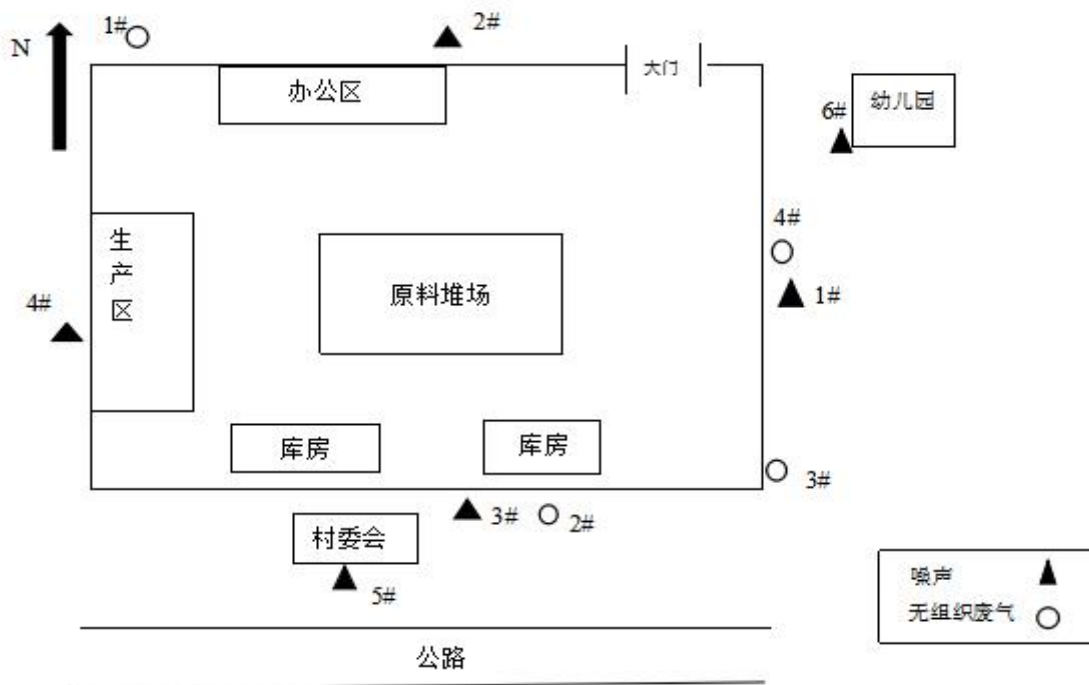 1#
2#
N
大门
办公区
幼儿园
6#
生产区
4#
原料堆场
1#
4#
库房
库房
3#
3#
2#
村委会
5#
噪声
无组织废气
公路